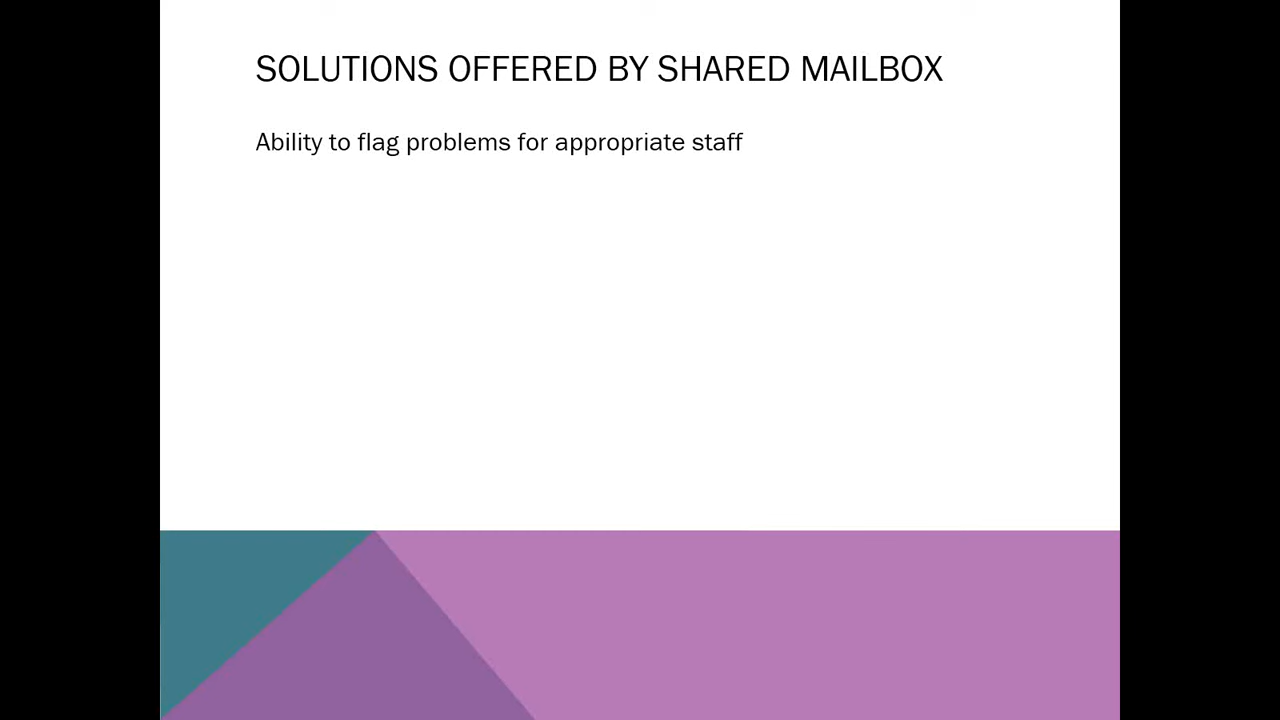 SOLUTIONS OFFERED BY SHARED MAILBOX
Ability to flag problems for appropriate staff